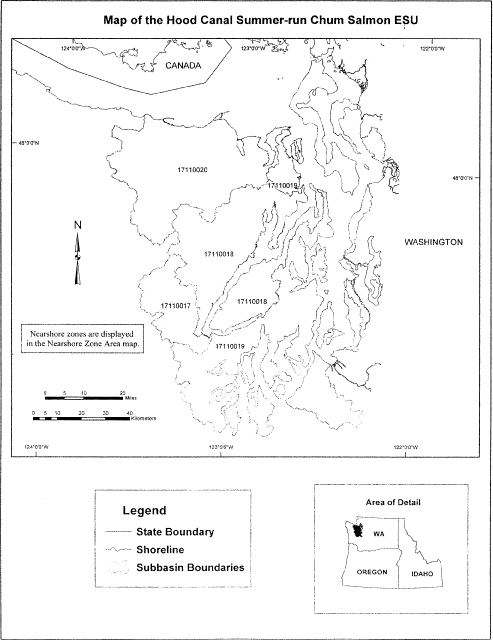 Map of the Hood Canal Summer-run Chum Salmon ESU
124°0'0"W
123°0'0"W
122°0'0"W
CANADA
48°0'0"N
17110020
48°0'0"N
17110019
N
WASHINGTON
17110018
17110017
17110018
Nearshore zones are displayed
in the Nearshore Zone Area map.
17110019
0 5 10 20
Miles
0 5 10 20 30 40
Kilometers
124°0'0"W
123°0'0"W
122°0'0"W
Legend
State Boundary
Shoreline
Subbasin Boundaries
Area of Detail
WA
OREGON
IDAHO